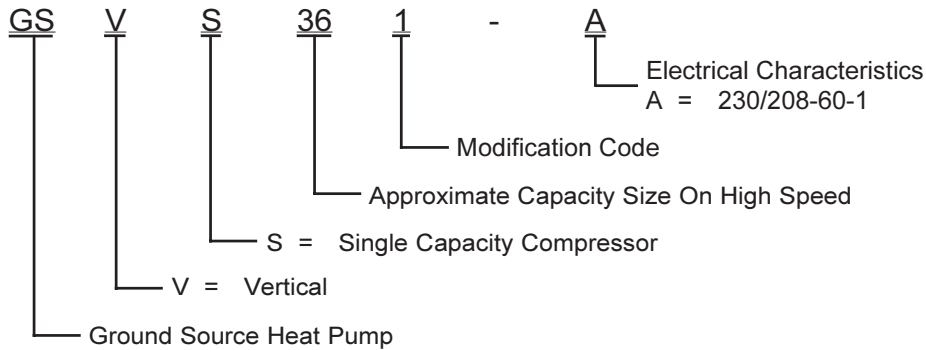 GS V S 36 1 - A
Electrical Characteristics
A = 230/208-60-1
Modification Code
Approximate Capacity Size On High Speed
S = Single Capacity Compressor
V = Vertical
Ground Source Heat Pump